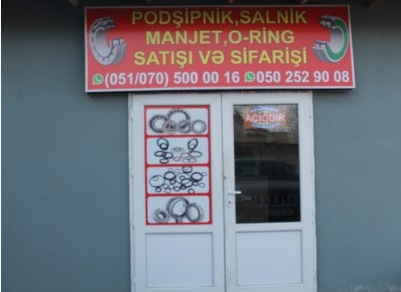 PODŞİPNİK,SALNİK
MANJET,O-RİNG
SATIŞI VƏ SİFARİŞİ
(051/070) 500 00 16 050 252 90 08
AÇIQDIR